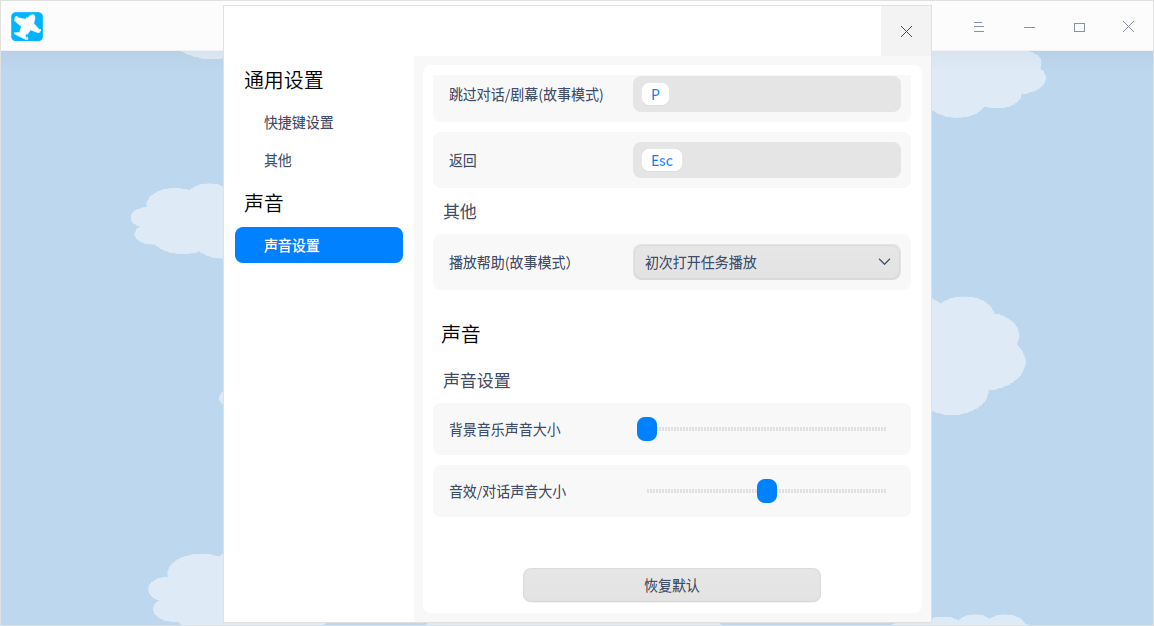 通用设置
快捷键设置
其他
声音
声音设置
跳过对话/剧幕(故事模式) P
返回 Esc
其他
播放帮助(故事模式) 初次打开任务播放
声音
声音设置
背景音乐声音大小
音效/对话声音大小
恢复默认